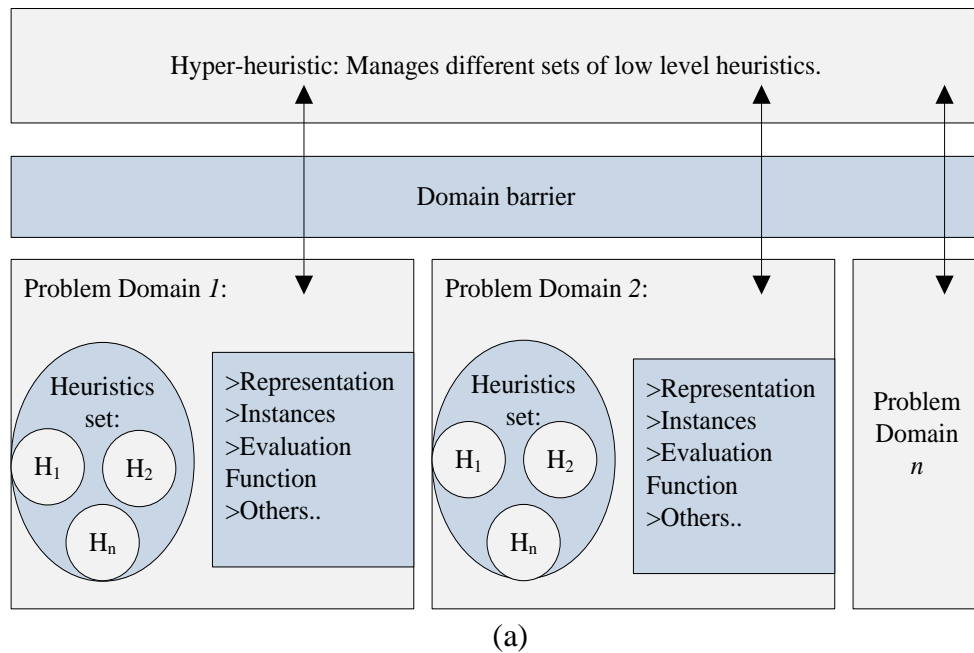 Hyper-heuristic: Manages different sets of low level heuristics.
Domain barrier
Problem Domain 1:
Heuristics
set:
H1
H2
Hn
>Representation
>Instances
>Evaluation
Function
>Others..
Problem Domain 2:
Heuristics
set:
H1
H2
Hn
>Representation
>Instances
>Evaluation
Function
>Others..
Problem
Domain
n
(a)